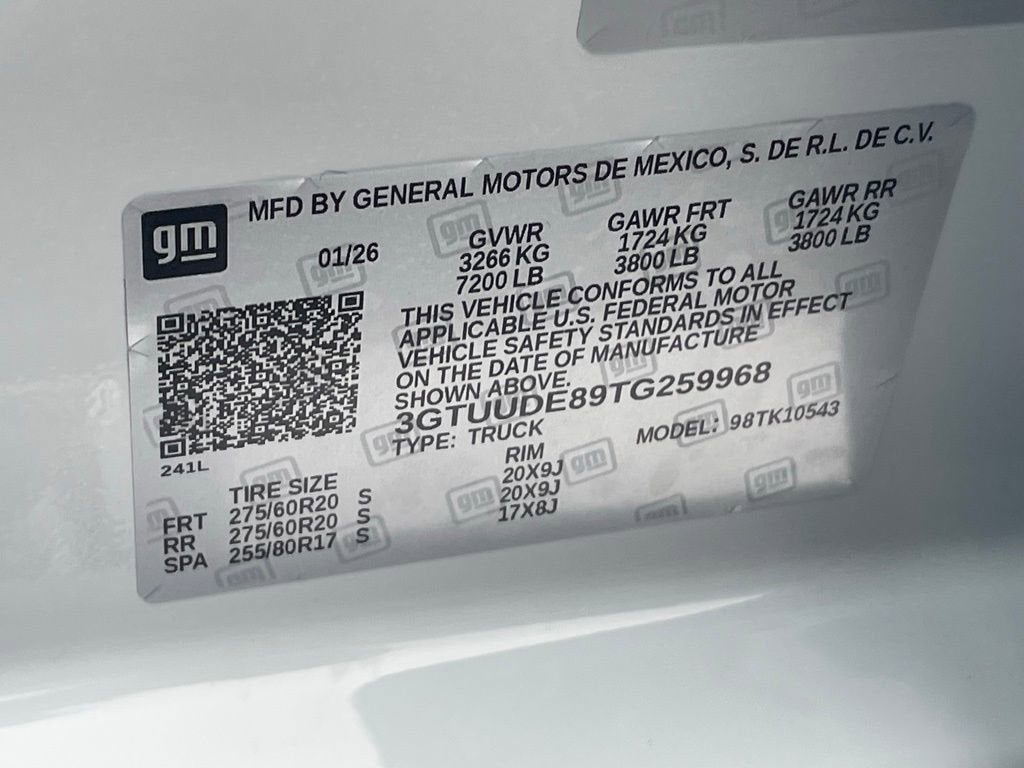 gm
MFD BY GENERAL MOTORS DE MEXICO, S. DE R.L. DE C.V.
01/26 GVWR GAWR FRT GAWR RR
3266 KG 1724 KG 1724 KG
7200 LB 3800 LB 3800 LB
THIS VEHICLE CONFORMS TO ALL
APPLICABLE U.S. FEDERAL MOTOR
VEHICLE SAFETY STANDARDS IN EFFECT
ON THE DATE OF MANUFACTURE
SHOWN ABOVE.
3GTUUDE89TG259968
TYPE: TRUCK MODEL: 98TK10543
241L
TIRE SIZE RIM
FRT 275/60R20 S 20X9J
RR 275/60R20 S 20X9J
SPA 255/80R17 S 17X8J